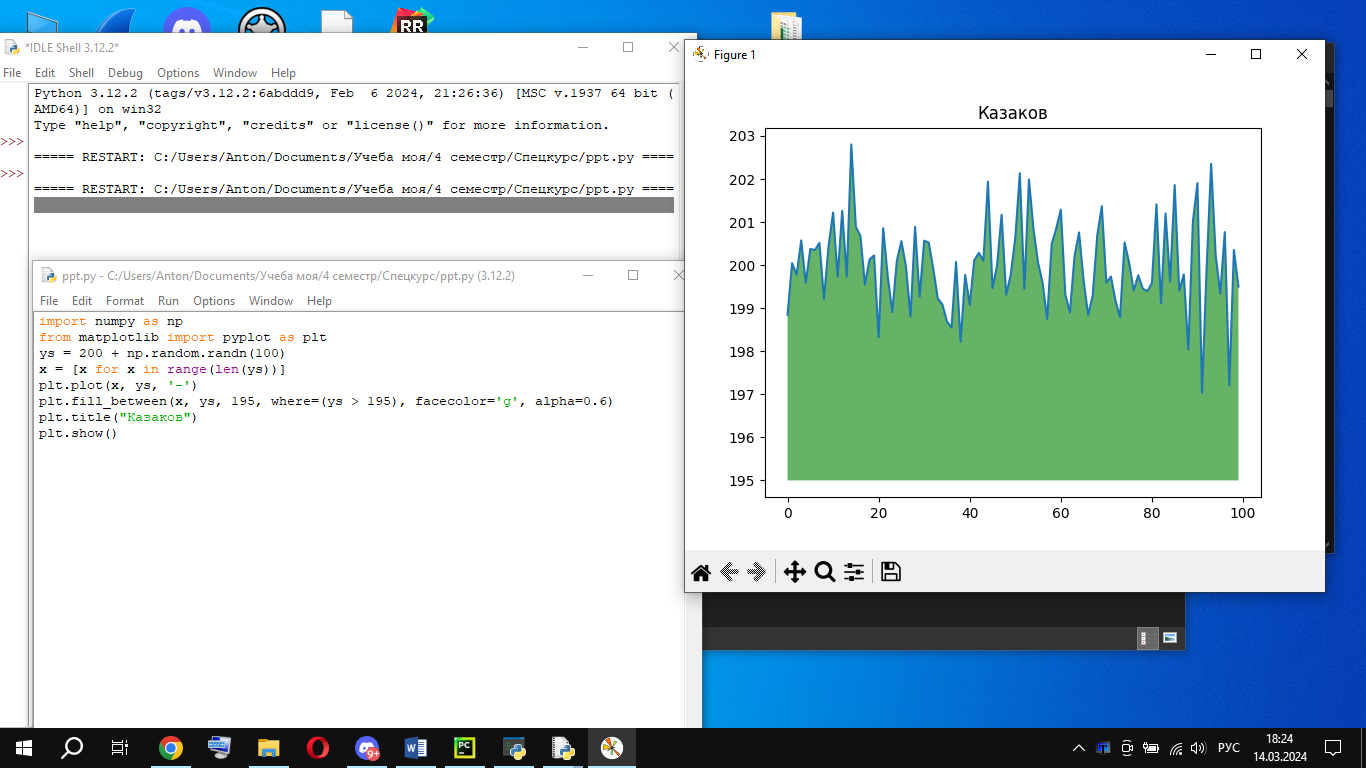 RR
*IDLE Shell 3.12.2*
File Edit Shell Debug Options Window Help
Python 3.12.2 (tags/v3.12.2:6abddd9, Feb  6 2024, 21:26:36) [MSC v.1937 64 bit (
AMD64)] on win32
Type "help", "copyright", "credits" or "license()" for more information.
>>>
===== RESTART: C:/Users/Anton/Documents/Учеба моя/4 семестр/Спецкурс/ppt.py ====
>>>
===== RESTART: C:/Users/Anton/Documents/Учеба моя/4 семестр/Спецкурс/ppt.py ====
ppt.py - C:/Users/Anton/Documents/Учеба моя/4 семестр/Спецкурс/ppt.py (3.12.2)
File Edit Format Run Options Window Help
import numpy as np
from matplotlib import pyplot as plt
ys = 200 + np.random.randn(100)
x = [x for x in range(len(ys))]
plt.plot(x, ys, '-')
plt.fill_between(x, ys, 195, where=(ys > 195), facecolor='g', alpha=0.6)
plt.title("Казаков")
plt.show()
Figure 1
Казаков
203
202
201
200
199
198
197
196
195
0 20 40 60 80 100
9+
W
PC
РУС
18:24
14.03.2024